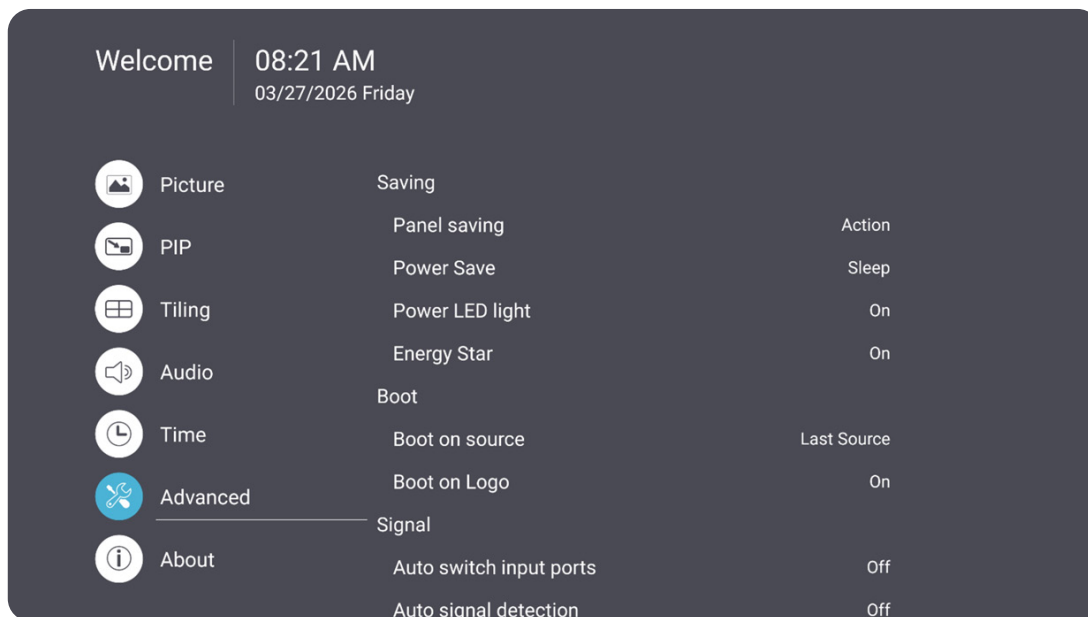 Welcome
08:21 AM
03/27/2026 Friday
Picture
PIP
Tiling
Audio
Time
Advanced
About
Saving
Panel saving Action
Power Save Sleep
Power LED light On
Energy Star On
Boot
Boot on source Last Source
Boot on Logo On
Signal
Auto switch input ports Off
Auto signal detection Off